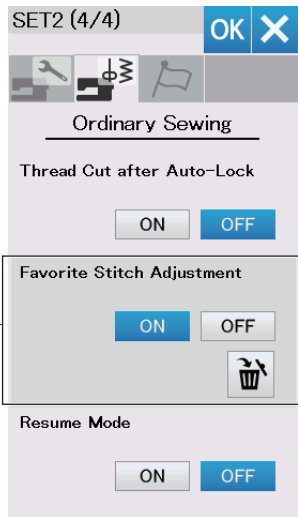 SET2 (4/4)
OK
Ordinary Sewing
Thread Cut after Auto-Lock
ON OFF
Favorite Stitch Adjustment
ON OFF
Resume Mode
ON OFF